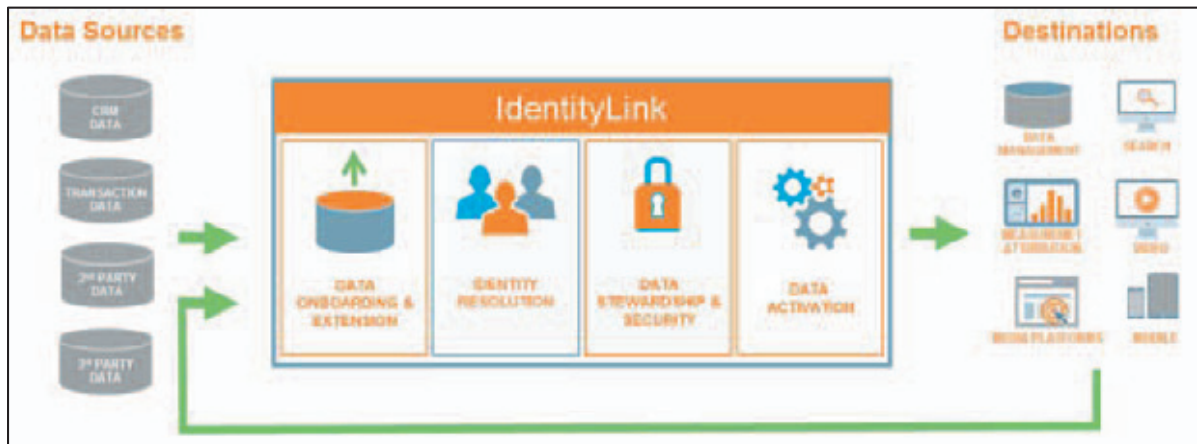 Data Sources
Destinations
CRM
DATA
TRANSACTION
DATA
2nd PARTY
DATA
3rd PARTY
DATA
IdentityLink
DATA
ONBOARDING &
EXTENSION
IDENTITY
RESOLUTION
DATA
STEWARDSHIP &
SECURITY
DATA
ACTIVATION
DATA
MANAGEMENT
SEARCH
ATTRIBUTION
VIDEO
MEDIA PLATFORMS
MOBILE